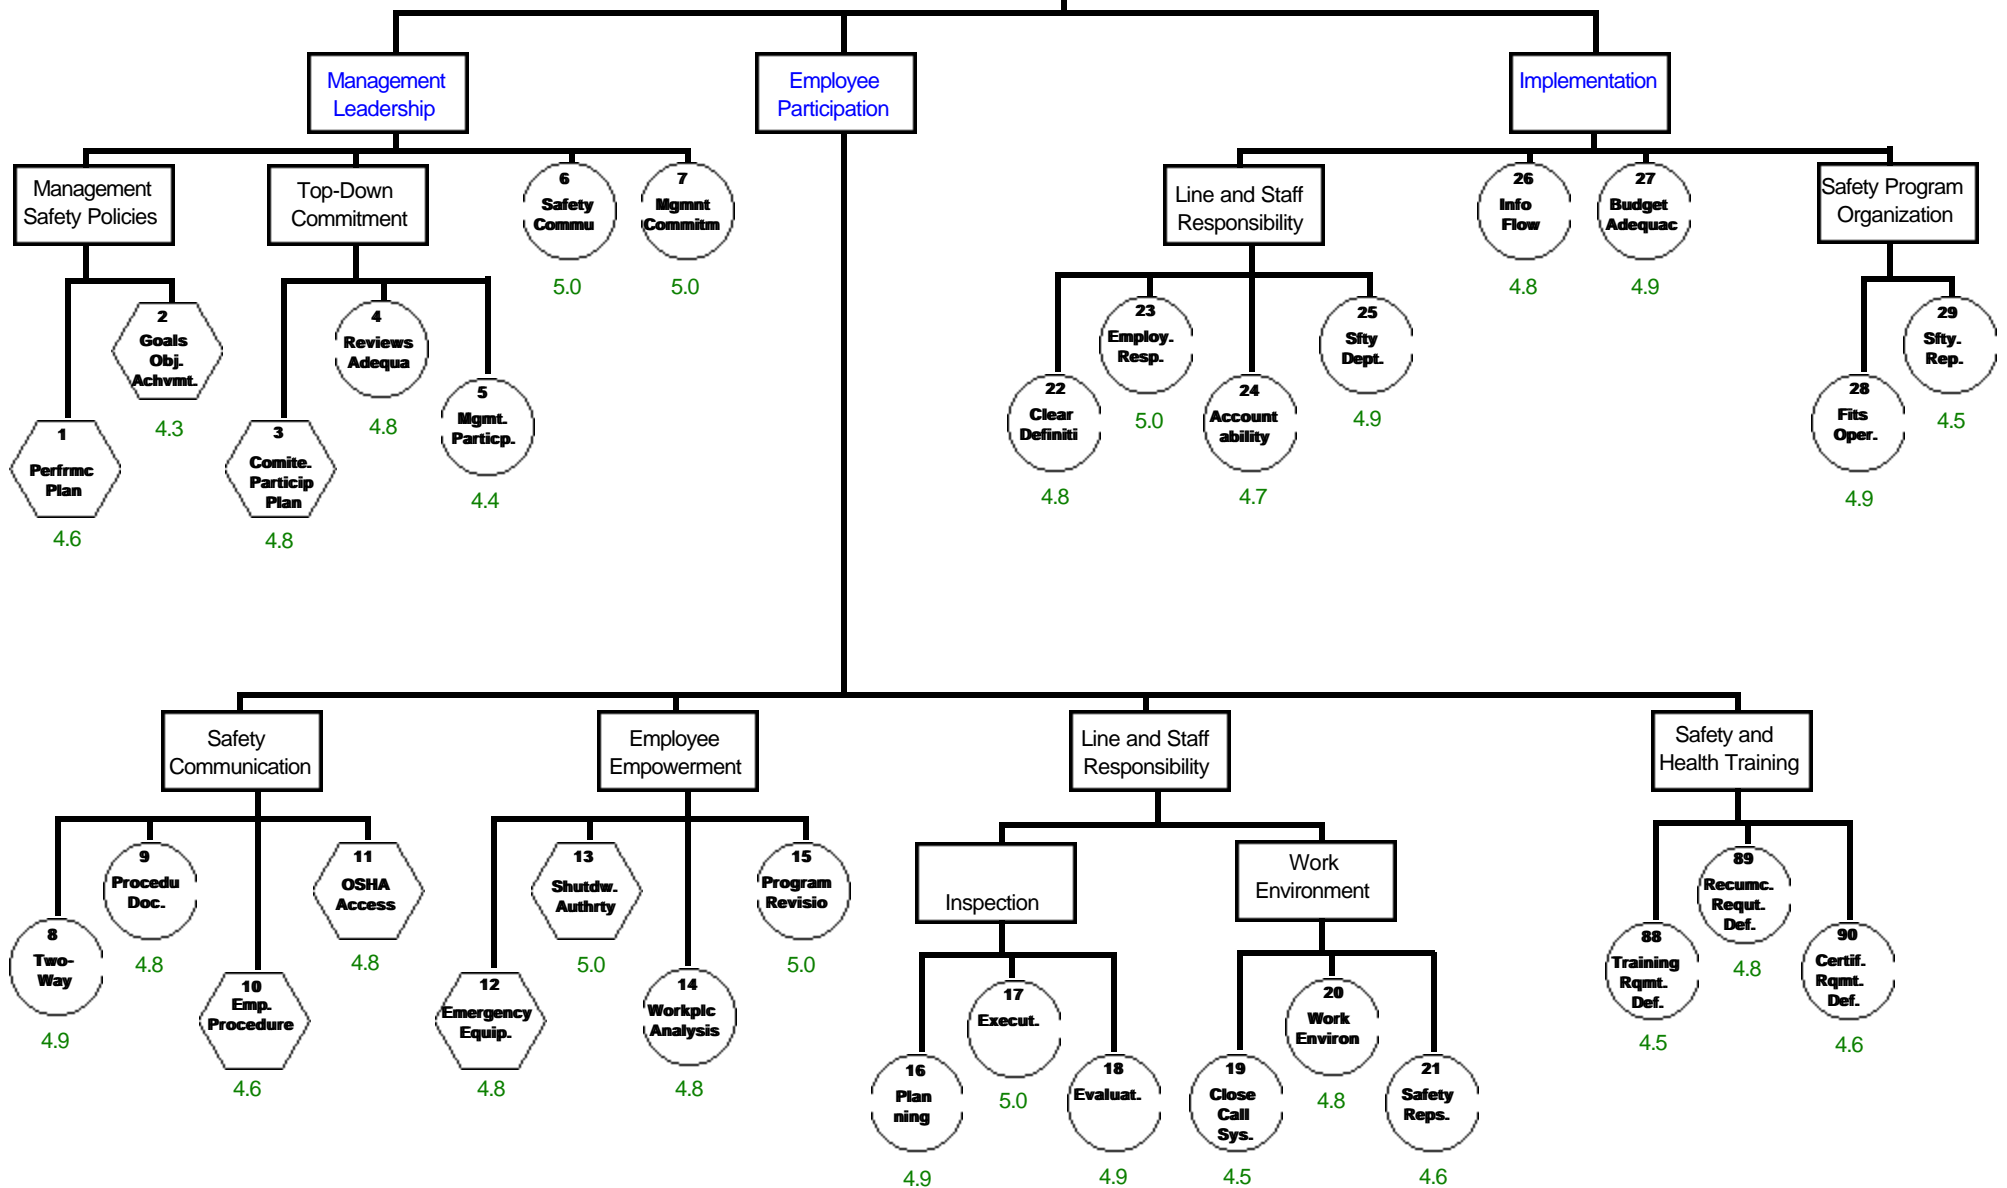 Management
Leadership
Employee
Participation
Implementation
Management
Safety Policies
Top-Down
Commitment
6
Safety
Commu
5.0
7
Mgmnt
Commitm
5.0
Line and Staff
Responsibility
26
Info
Flow
4.8
27
Budget
Adequac
4.9
Safety Program
Organization
1
Perfrmc
Plan
4.6
2
Goals
Obj.
Achvmt.
4.3
3
Comite.
Particip
Plan
4.8
4
Reviews
Adequa
4.8
5
Mgmt.
Particp.
4.4
22
Clear
Definiti
4.8
23
Employ.
Resp.
5.0
24
Account
ability
4.7
25
Sfty
Dept.
4.9
28
Fits
Oper.
4.9
29
Sfty.
Rep.
4.5
Safety
Communication
Employee
Empowerment
Line and Staff
Responsibility
Safety and
Health Training
8
Two-
Way
4.9
9
Procedu
Doc.
4.8
10
Emp.
Procedure
4.6
11
OSHA
Access
4.8
12
Emergency
Equip.
4.8
13
Shutdw.
Authrty
5.0
14
Workplc
Analysis
4.8
15
Program
Revisio
5.0
Inspection
Work
Environment
16
Plan
ning
4.9
17
Execut.
5.0
18
Evaluat.
4.9
19
Close
Call
Sys.
4.5
20
Work
Environ
4.8
21
Safety
Reps.
4.6
88
Training
Rqmt.
Def.
4.5
89
Recumc.
Requt.
Def.
4.8
90
Certif.
Rqmt.
Def.
4.6